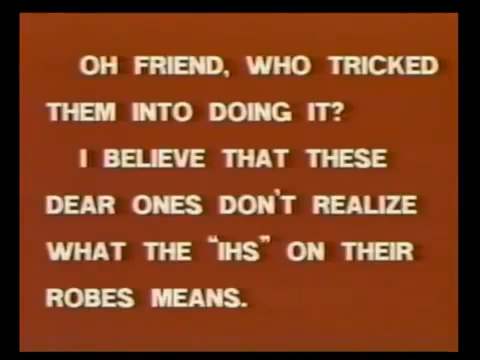 OH FRIEND, WHO TRICKED
THEM INTO DOING IT?
I BELIEVE THAT THESE
DEAR ONES DON'T REALIZE
WHAT THE "IHS" ON THEIR
ROBES MEANS.